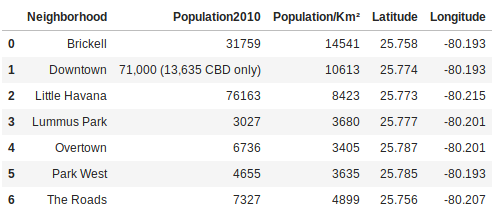 Neighborhood Population2010 Population/Km² Latitude Longitude
0 Brickell 31759 14541 25.758 -80.193
1 Downtown 71,000 (13,635 CBD only) 10613 25.774 -80.193
2 Little Havana 76163 8423 25.773 -80.215
3 Lummus Park 3027 3680 25.777 -80.201
4 Overtown 6736 3405 25.787 -80.201
5 Park West 4655 3635 25.785 -80.193
6 The Roads 7327 4899 25.756 -80.207